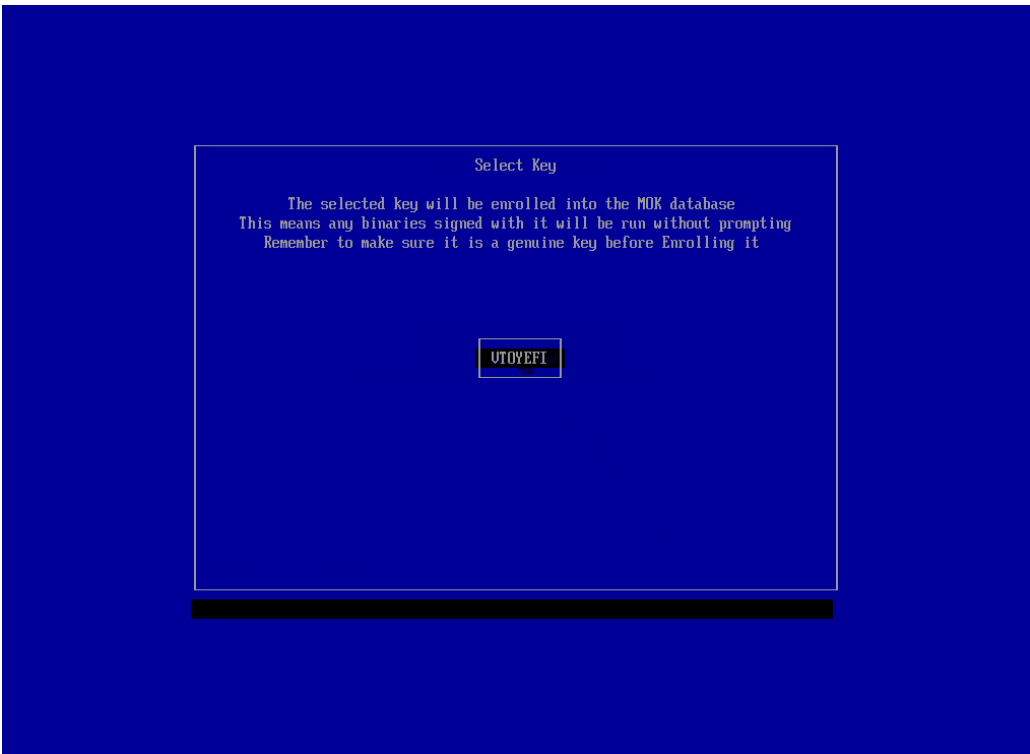 Select Key
The selected key will be enrolled into the MOK database
This means any binaries signed with it will be run without prompting
Remember to make sure it is a genuine key before Enrolling it
VTOYEFI